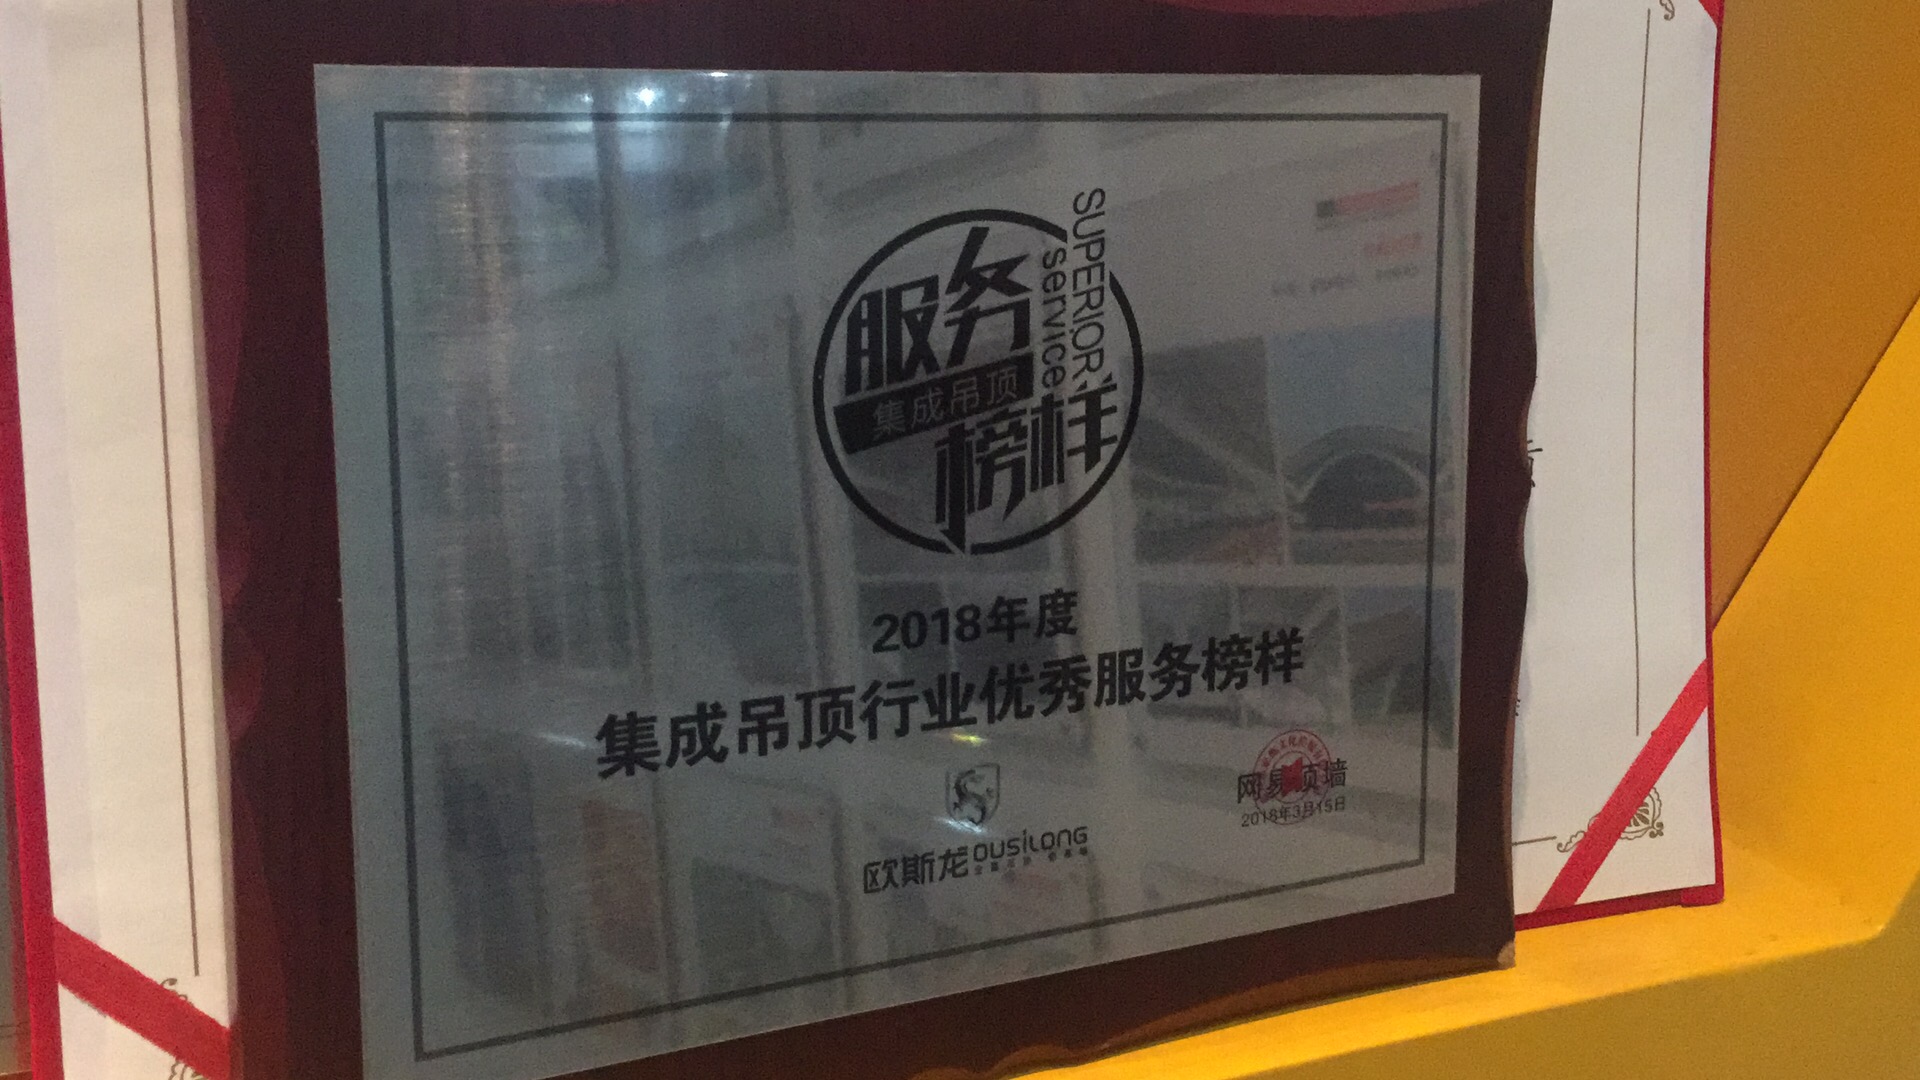 服务
SUPERIOR
service
集成吊顶
榜样
2018年度
集成吊顶行业优秀服务榜样
欧斯龙 OUSILONG
网易顶墙
2018年3月15日